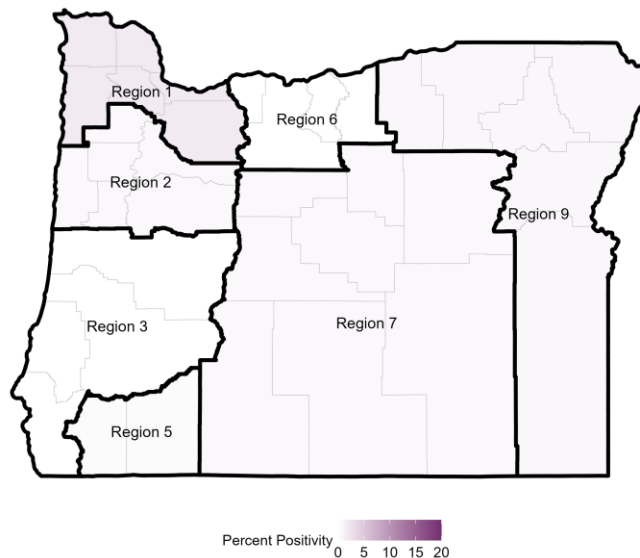 Region 1
Region 6
Region 2
Region 9
Region 3
Region 7
Region 5
Percent Positivity
0 5 10 15 20